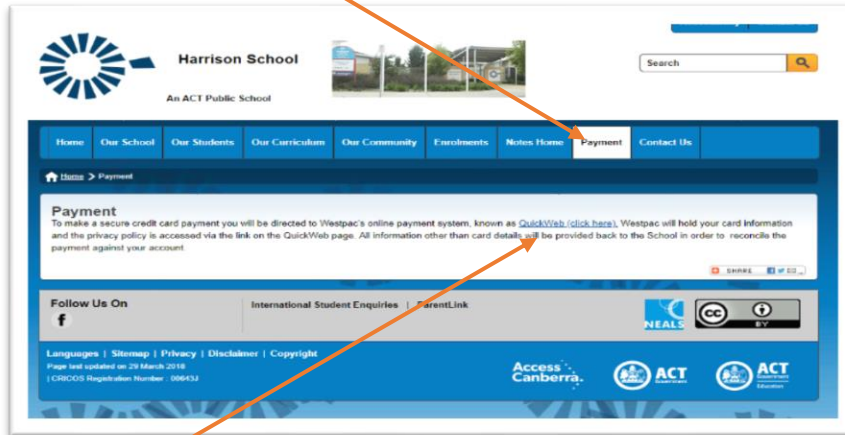 Harrison School
An ACT Public School
Search
Home Our School Our Students Our Curriculum Our Community Enrolments Notes Home Payment Contact Us
Home > Payment
Payment
To make a secure credit card payment you will be directed to Westpac's online payment system, known as QuickWeb (click here). Westpac will hold your card information
and the privacy policy is accessed via the link on the QuickWeb page. All information other than card details will be provided back to the School in order to reconcile the
payment against your account.
SHARE
Follow Us On
International Student Enquiries | ParentLink
f
NEALS
cc
BY
Languages | Sitemap | Privacy | Disclaimer | Copyright
Page last updated on 29 March 2018
| CRICOS Registration Number : 00643J
Access
Canberra.
ACT
Government
ACT
Government
Education